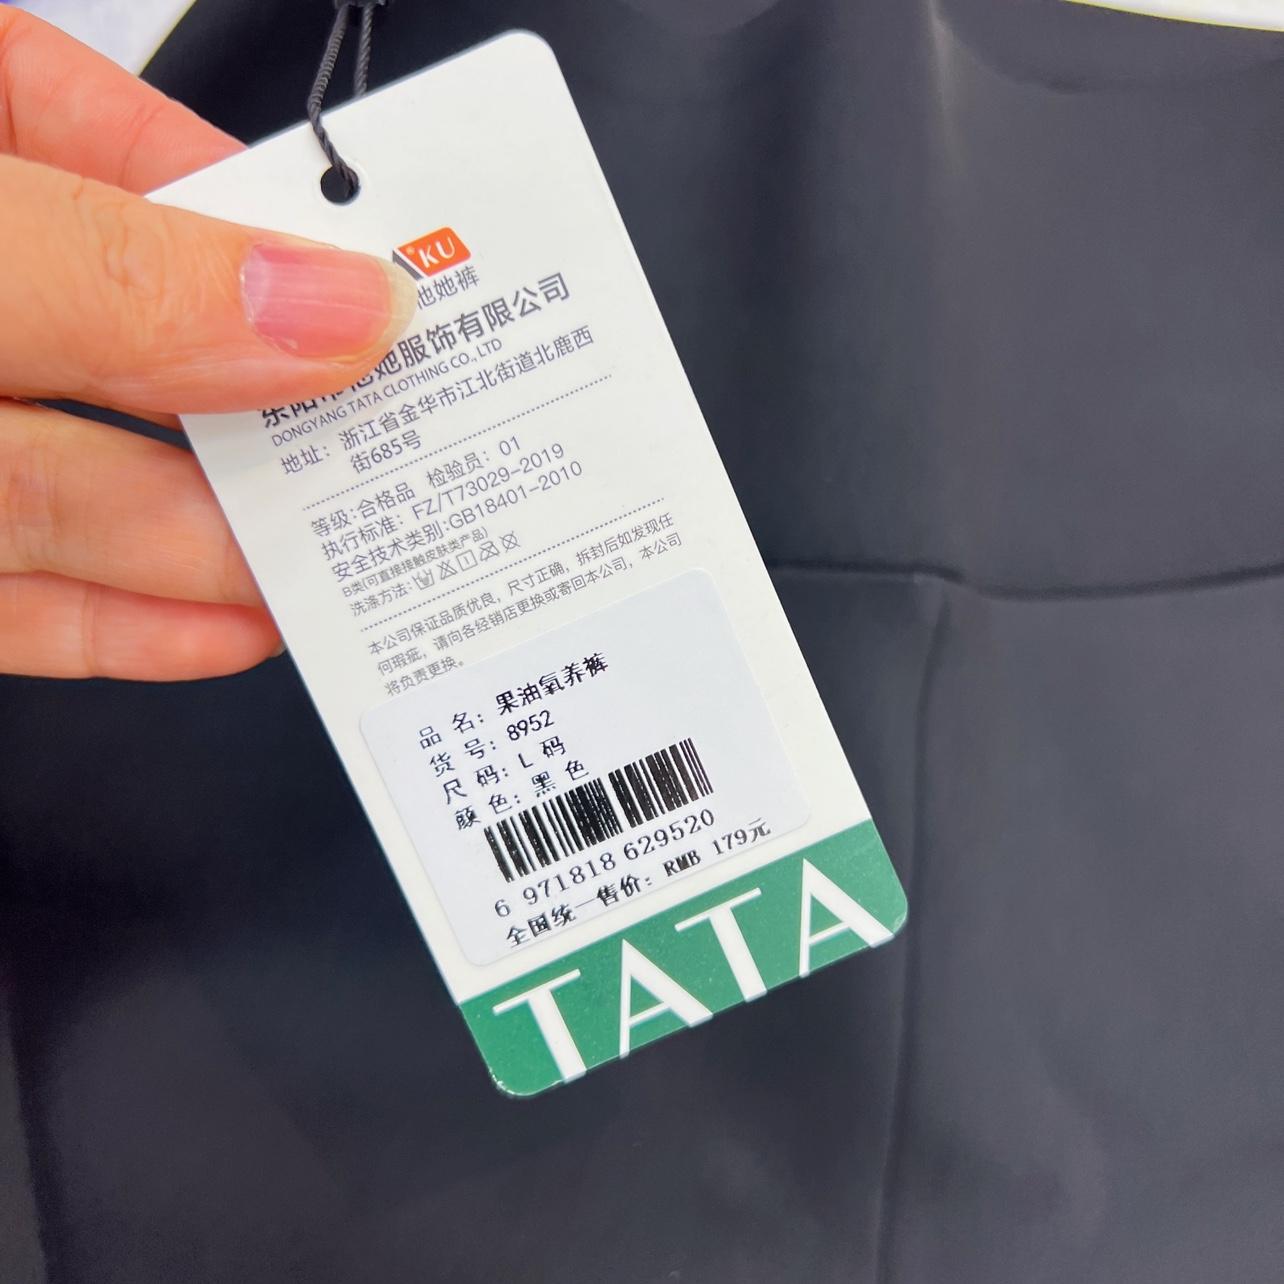 KU
她裤
她服饰有限公司
DONGYANG TATA CLOTHING CO., LTD
地址：浙江省金华市江北街道北鹿西
街685号
等级:合格品 检验员：01
执行标准：FZ/T73029-2019
安全技术类别:GB18401-2010
B类(可直接接触皮肤类产品)
洗涤方法:
本公司保证品质优良，尺寸正确，拆封后如发现任
何瑕疵，请向各经销店更换或寄回本公司，本公司
将负责更换。
品 名：果油氧养裤
货 号：8952
尺 码：L 码
颜 色：黑 色
6 971818 629520
全国统一售价：RMB 179元
TATA